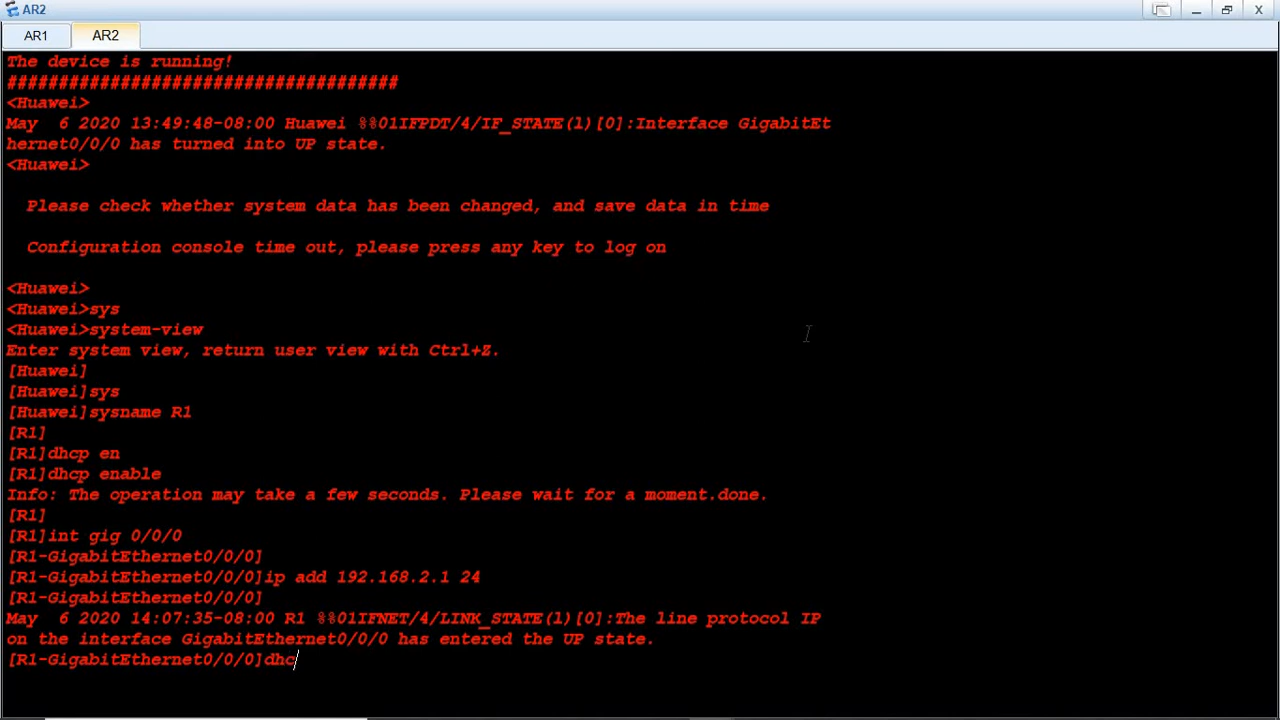 AR2
AR1
AR2
The device is running!
######################################
<Huawei>
May  6 2020 13:49:48-08:00 Huawei %%01IFPDT/4/IF_STATE(l)[0]:Interface GigabitEt
hernet0/0/0 has turned into UP state.
<Huawei>
Please check whether system data has been changed, and save data in time
Configuration console time out, please press any key to log on
<Huawei>
<Huawei>sys
<Huawei>system-view
Enter system view, return user view with Ctrl+Z.
[Huawei]
[Huawei]sys
[Huawei]sysname R1
[R1]
[R1]dhcp en
[R1]dhcp enable
Info: The operation may take a few seconds. Please wait for a moment.done.
[R1]
[R1]int gig 0/0/0
[R1-GigabitEthernet0/0/0]
[R1-GigabitEthernet0/0/0]ip add 192.168.2.1 24
[R1-GigabitEthernet0/0/0]
May  6 2020 14:07:35-08:00 R1 %%01IFNET/4/LINK_STATE(l)[0]:The line protocol IP
on the interface GigabitEthernet0/0/0 has entered the UP state.
[R1-GigabitEthernet0/0/0]dhc